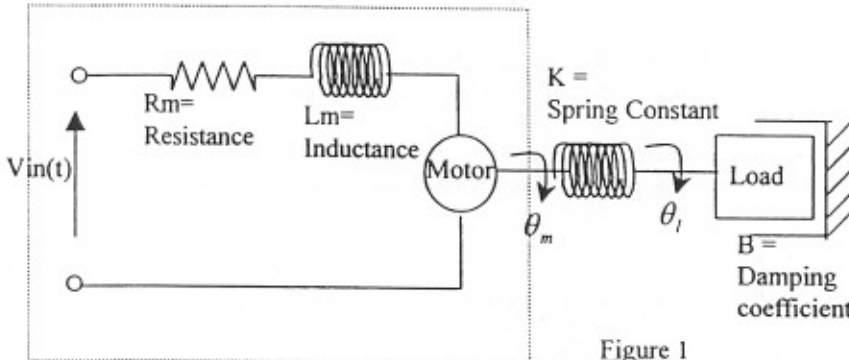 Rm=
Resistance
Lm=
Inductance
K =
Spring Constant
Vin(t)
Motor
θm
θl
Load
B =
Damping
coefficient
Figure 1